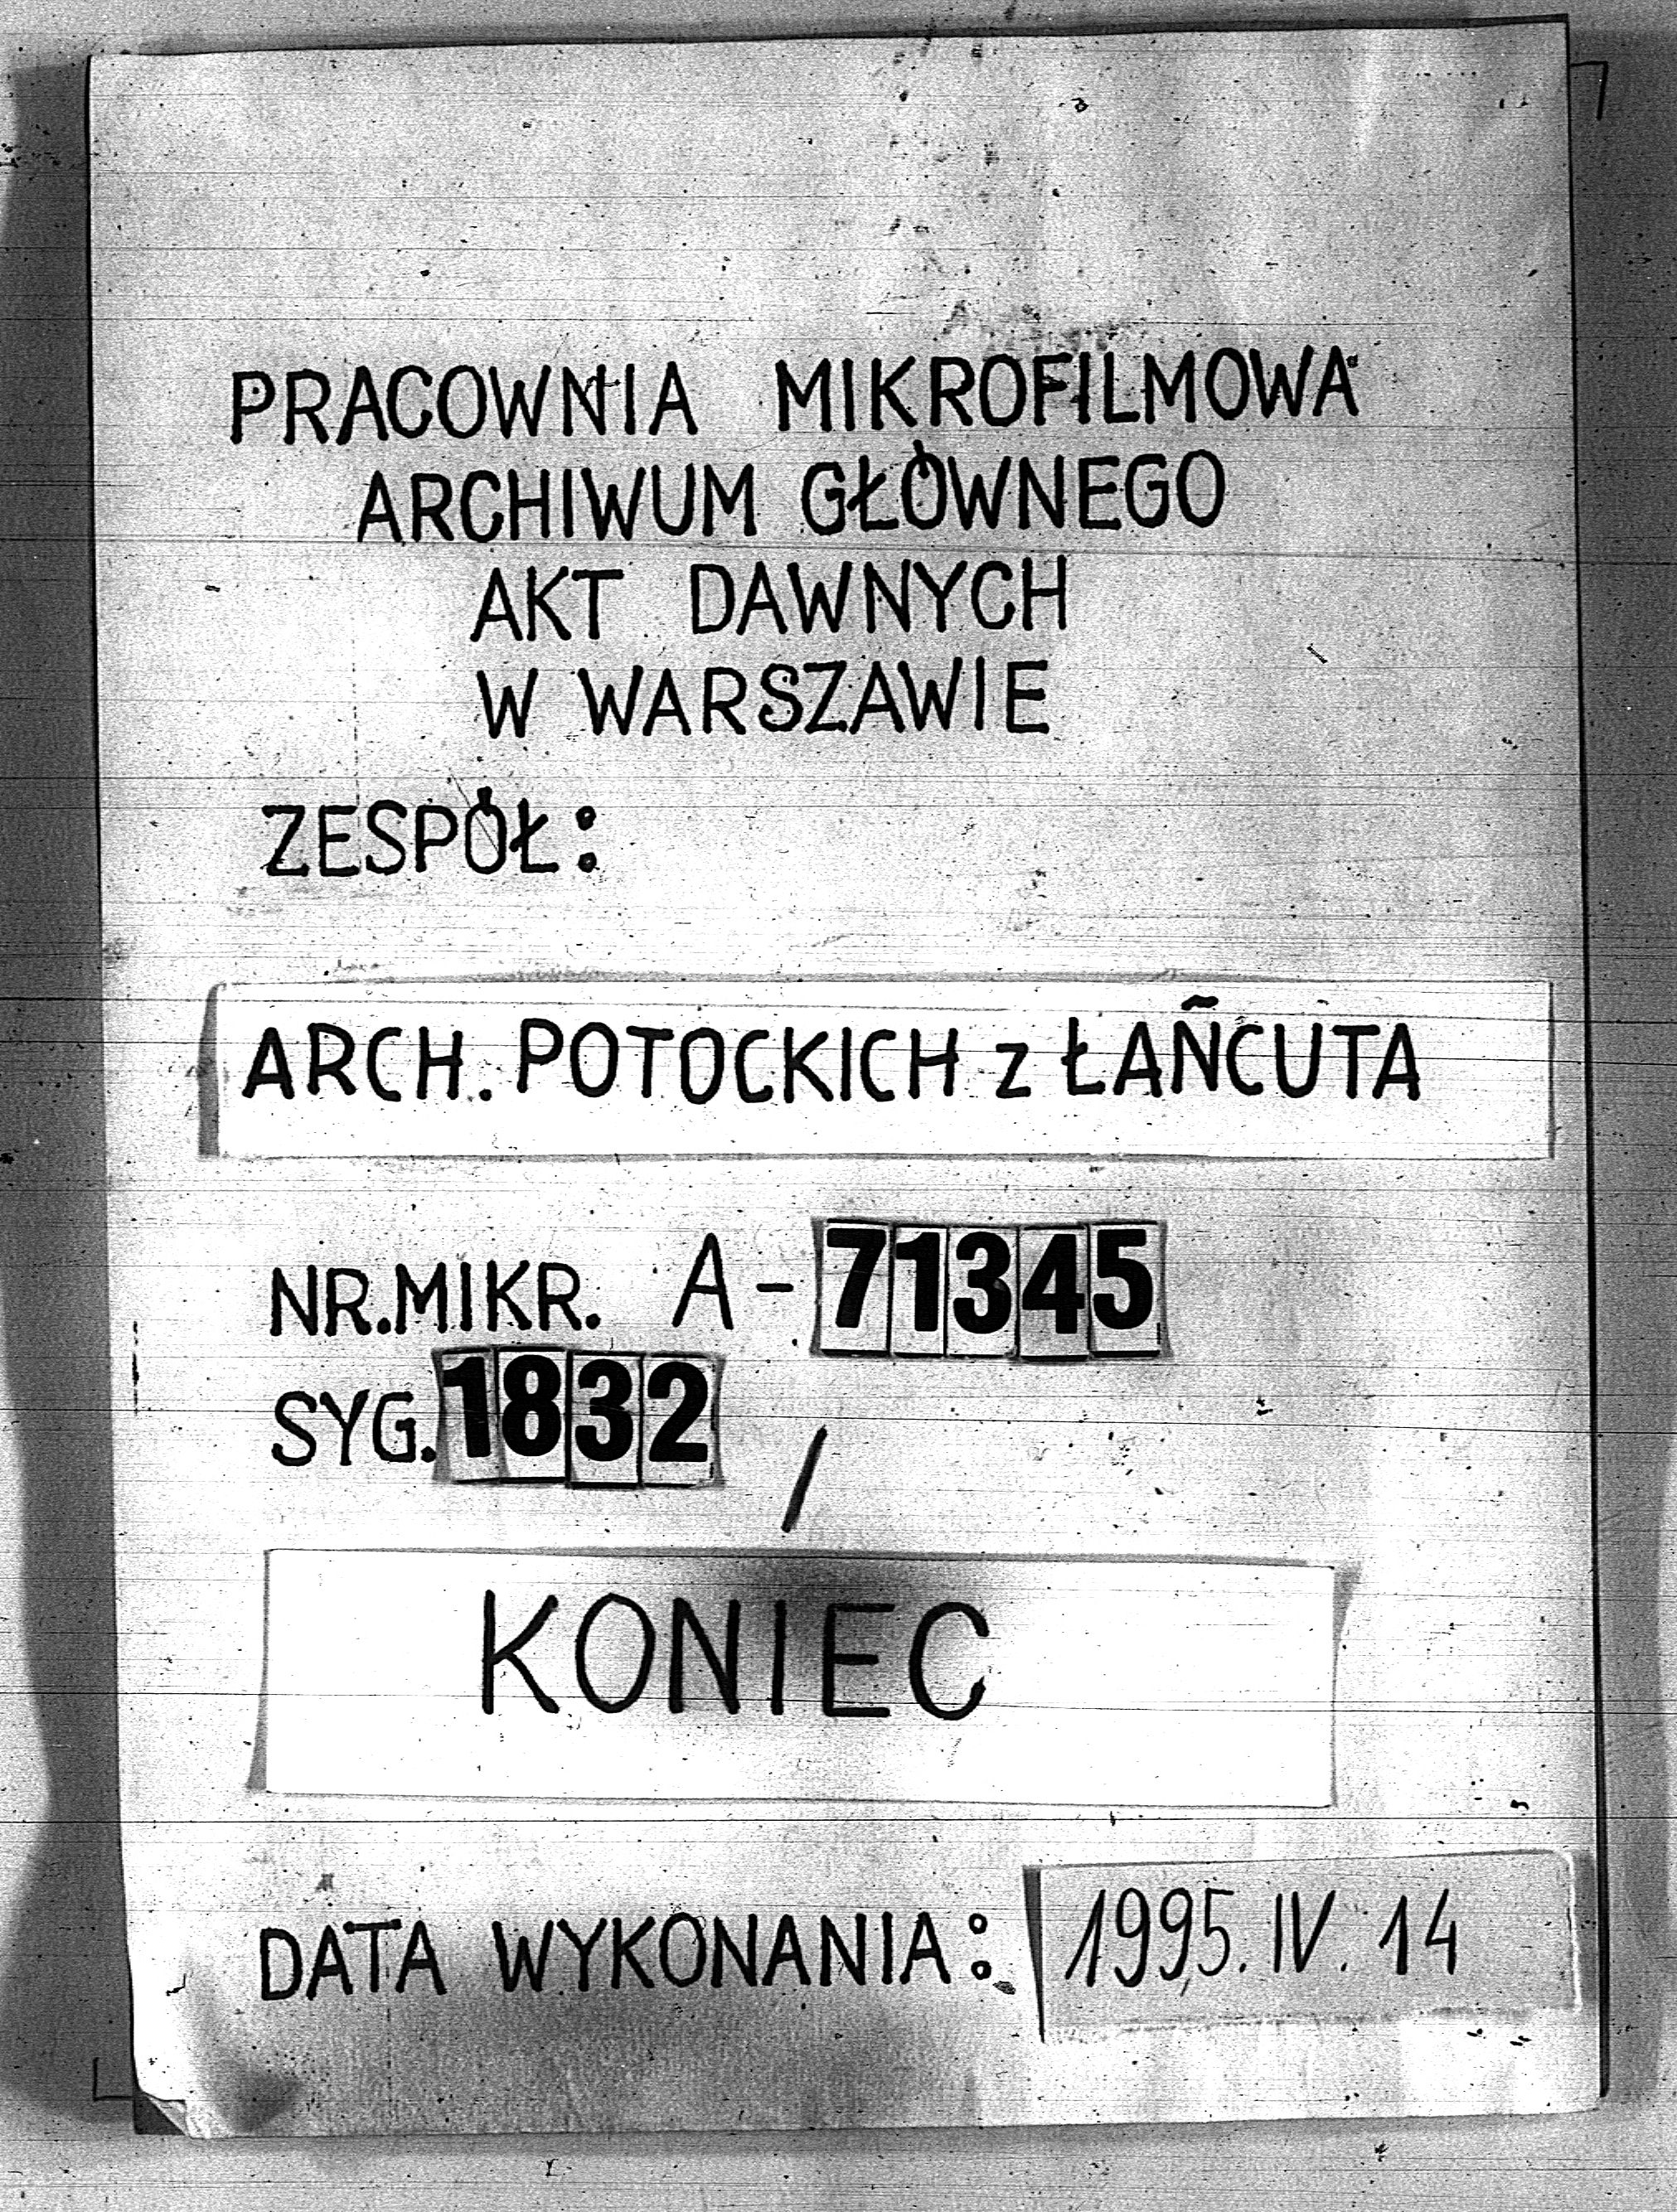 PRACOWNIA MIKROFILMOWA
ARCHIWUM GŁÓWNEGO
AKT DAWNYCH
W WARSZAWIE
ZESPÓŁ:
ARCH. POTOCKICH z ŁAŃCUTA
NR. MIKR. A-71345
SYG. 1832 /
KONIEC
DATA WYKONANIA: 1995. IV. 14